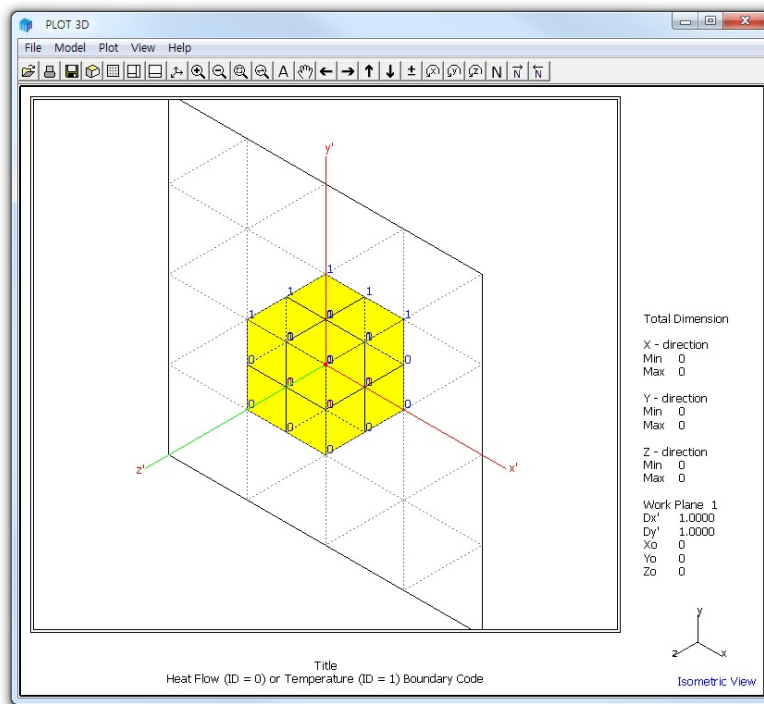 PLOT 3D
File Model Plot View Help
A ± x y z N N N
y'
1
1 1
1 1
0 0
0 0
0 0
0 0
0 0
0 0
0
z'
x'
Total Dimension
X - direction
Min 0
Max 0
Y - direction
Min 0
Max 0
Z - direction
Min 0
Max 0
Work Plane 1
Dx' 1.0000
Dy' 1.0000
Xo 0
Yo 0
Zo 0
y
z x
Isometric View
Title
Heat Flow (ID = 0) or Temperature (ID = 1) Boundary Code